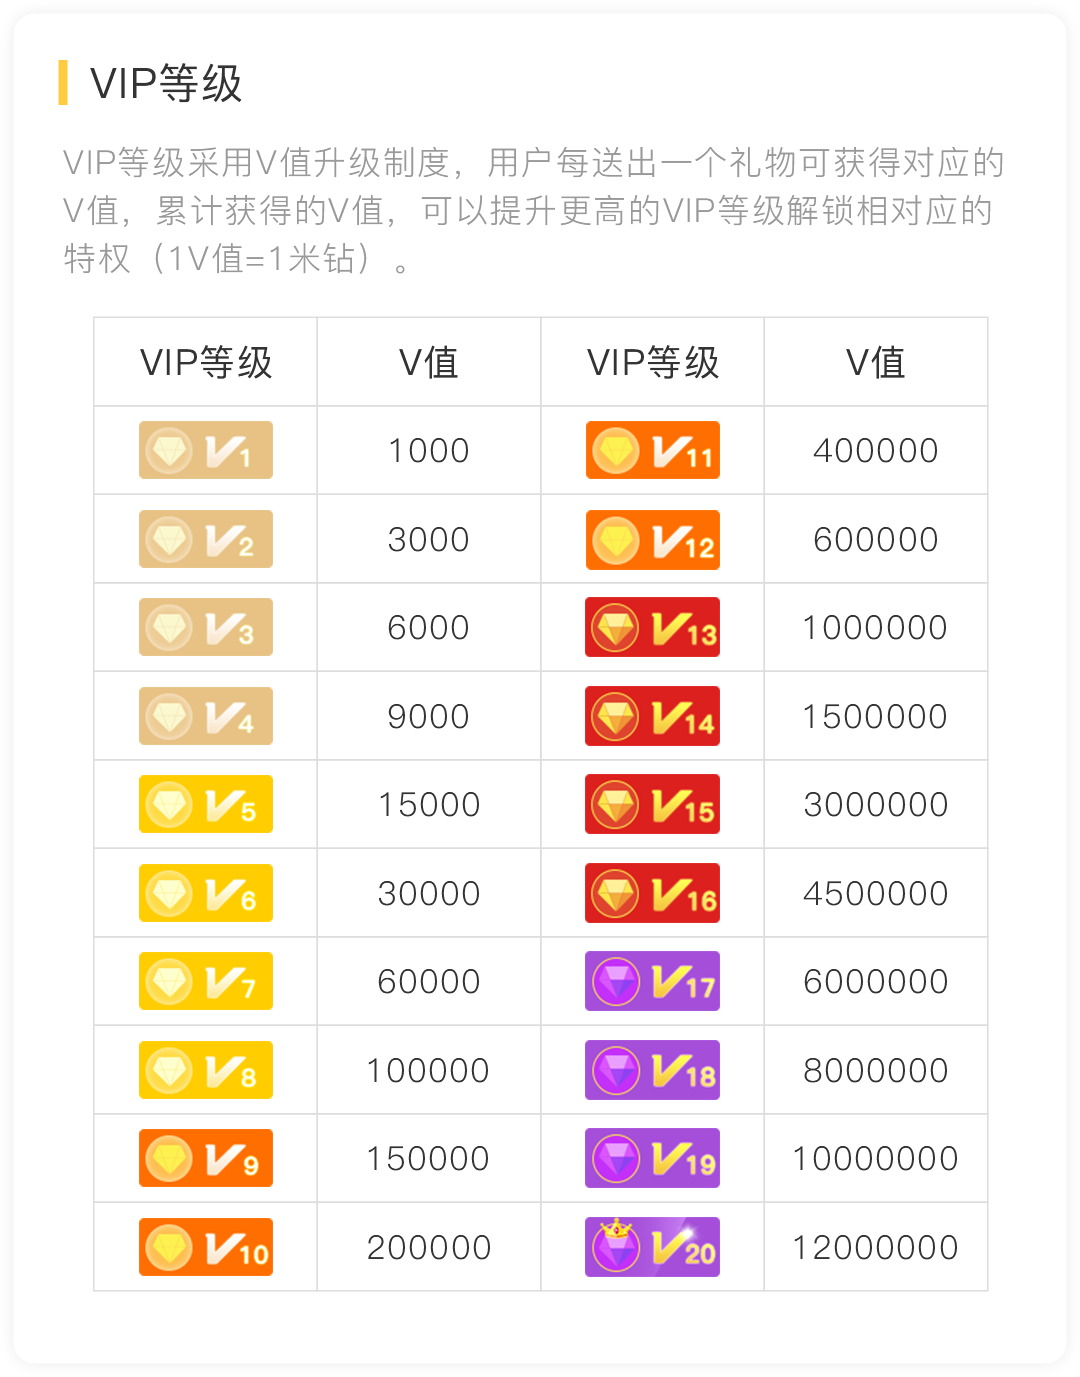 VIP等级
VIP等级采用V值升级制度，用户每送出一个礼物可获得对应的
V值，累计获得的V值，可以提升更高的VIP等级解锁相对应的
特权（1V值=1米钻）。
VIP等级 V值 VIP等级 V值
V1 1000 V11 400000
V2 3000 V12 600000
V3 6000 V13 1000000
V4 9000 V14 1500000
V5 15000 V15 3000000
V6 30000 V16 4500000
V7 60000 V17 6000000
V8 100000 V18 8000000
V9 150000 V19 10000000
V10 200000 V20 12000000